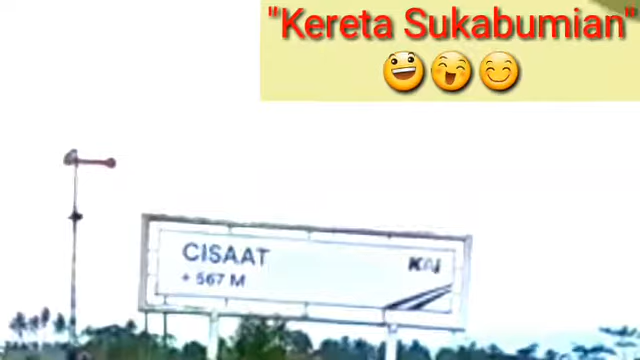 "Kereta Sukabumian"
😃😄😊
CISAAT
+ 567 M
KAI